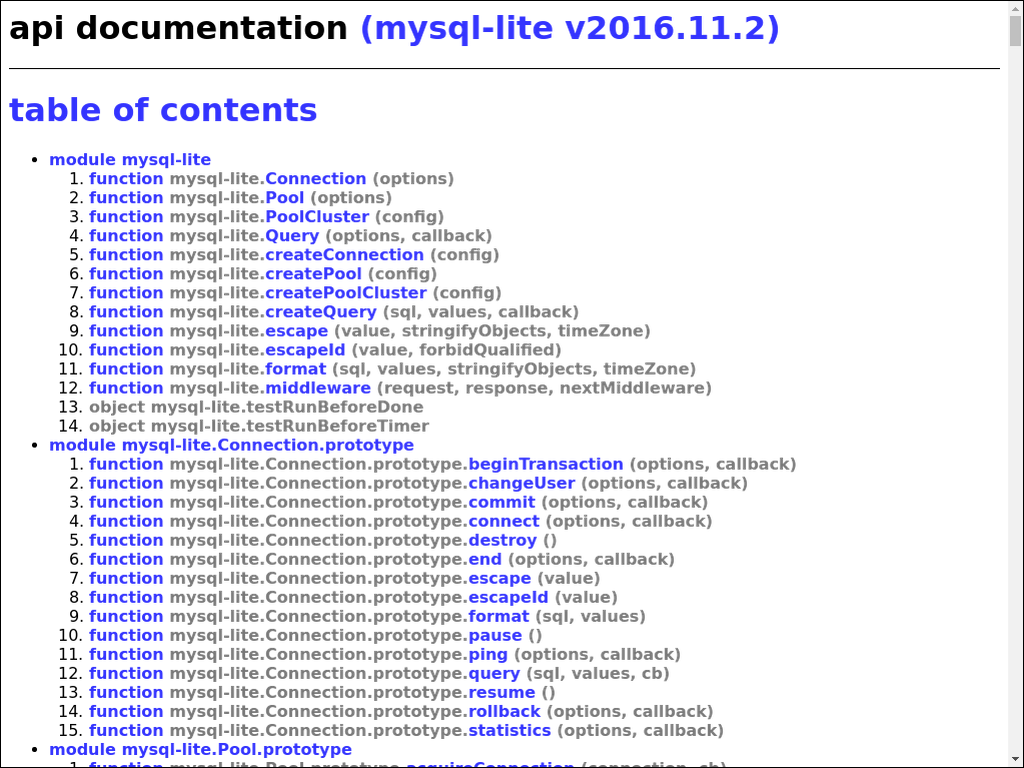 api documentation (mysql-lite v2016.11.2)
table of contents
• module mysql-lite
1. function mysql-lite.Connection (options)
2. function mysql-lite.Pool (options)
3. function mysql-lite.PoolCluster (config)
4. function mysql-lite.Query (options, callback)
5. function mysql-lite.createConnection (config)
6. function mysql-lite.createPool (config)
7. function mysql-lite.createPoolCluster (config)
8. function mysql-lite.createQuery (sql, values, callback)
9. function mysql-lite.escape (value, stringifyObjects, timeZone)
10. function mysql-lite.escapeId (value, forbidQualified)
11. function mysql-lite.format (sql, values, stringifyObjects, timeZone)
12. function mysql-lite.middleware (request, response, nextMiddleware)
13. object mysql-lite.testRunBeforeDone
14. object mysql-lite.testRunBeforeTimer
• module mysql-lite.Connection.prototype
1. function mysql-lite.Connection.prototype.beginTransaction (options, callback)
2. function mysql-lite.Connection.prototype.changeUser (options, callback)
3. function mysql-lite.Connection.prototype.commit (options, callback)
4. function mysql-lite.Connection.prototype.connect (options, callback)
5. function mysql-lite.Connection.prototype.destroy ()
6. function mysql-lite.Connection.prototype.end (options, callback)
7. function mysql-lite.Connection.prototype.escape (value)
8. function mysql-lite.Connection.prototype.escapeId (value)
9. function mysql-lite.Connection.prototype.format (sql, values)
10. function mysql-lite.Connection.prototype.pause ()
11. function mysql-lite.Connection.prototype.ping (options, callback)
12. function mysql-lite.Connection.prototype.query (sql, values, cb)
13. function mysql-lite.Connection.prototype.resume ()
14. function mysql-lite.Connection.prototype.rollback (options, callback)
15. function mysql-lite.Connection.prototype.statistics (options, callback)
• module mysql-lite.Pool.prototype
1. function mysql-lite.Pool.prototype.acquireConnection (connection, cb)